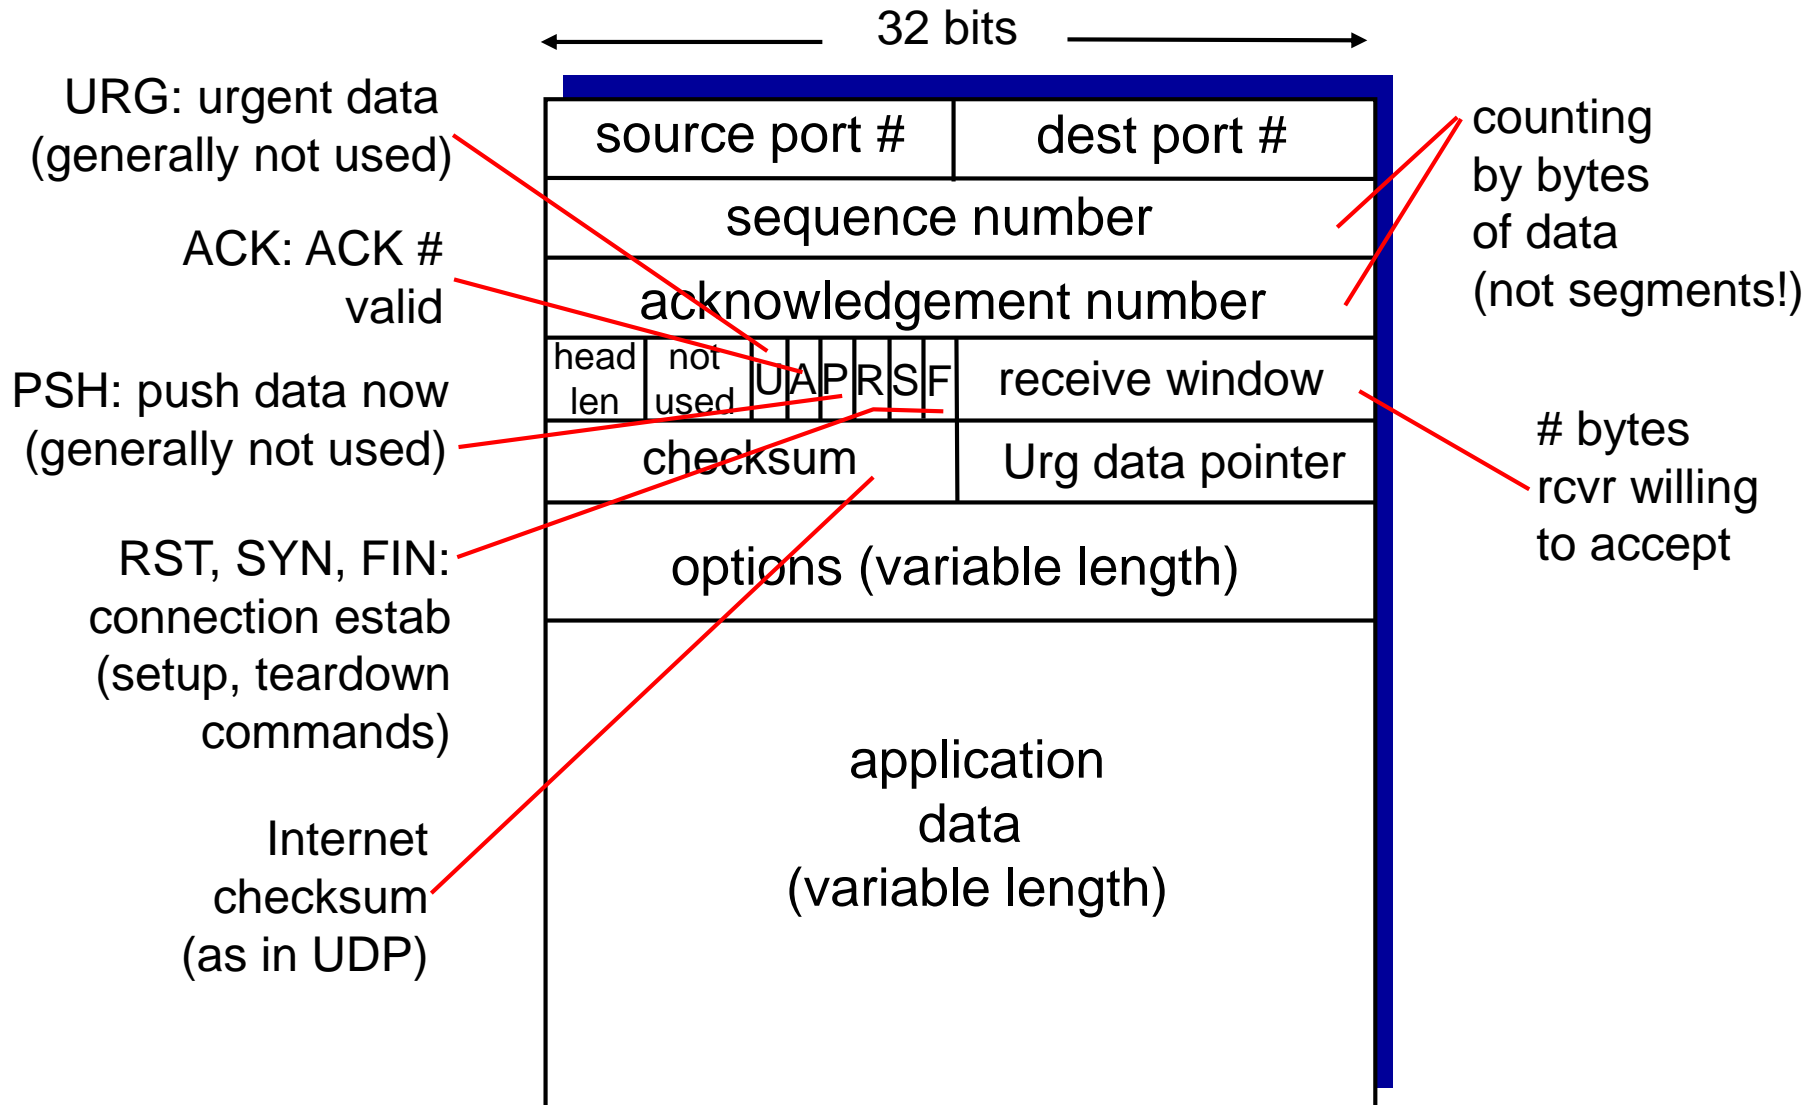 32 bits
URG: urgent data
(generally not used)
ACK: ACK #
valid
PSH: push data now
(generally not used)
RST, SYN, FIN:
connection estab
(setup, teardown
commands)
Internet
checksum
(as in UDP)
source port #
dest port #
sequence number
acknowledgement number
head
len
not
used
U
A
P
R
S
F
receive window
checksum
Urg data pointer
options (variable length)
application
data
(variable length)
counting
by bytes
of data
(not segments!)
# bytes
rcvr willing
to accept